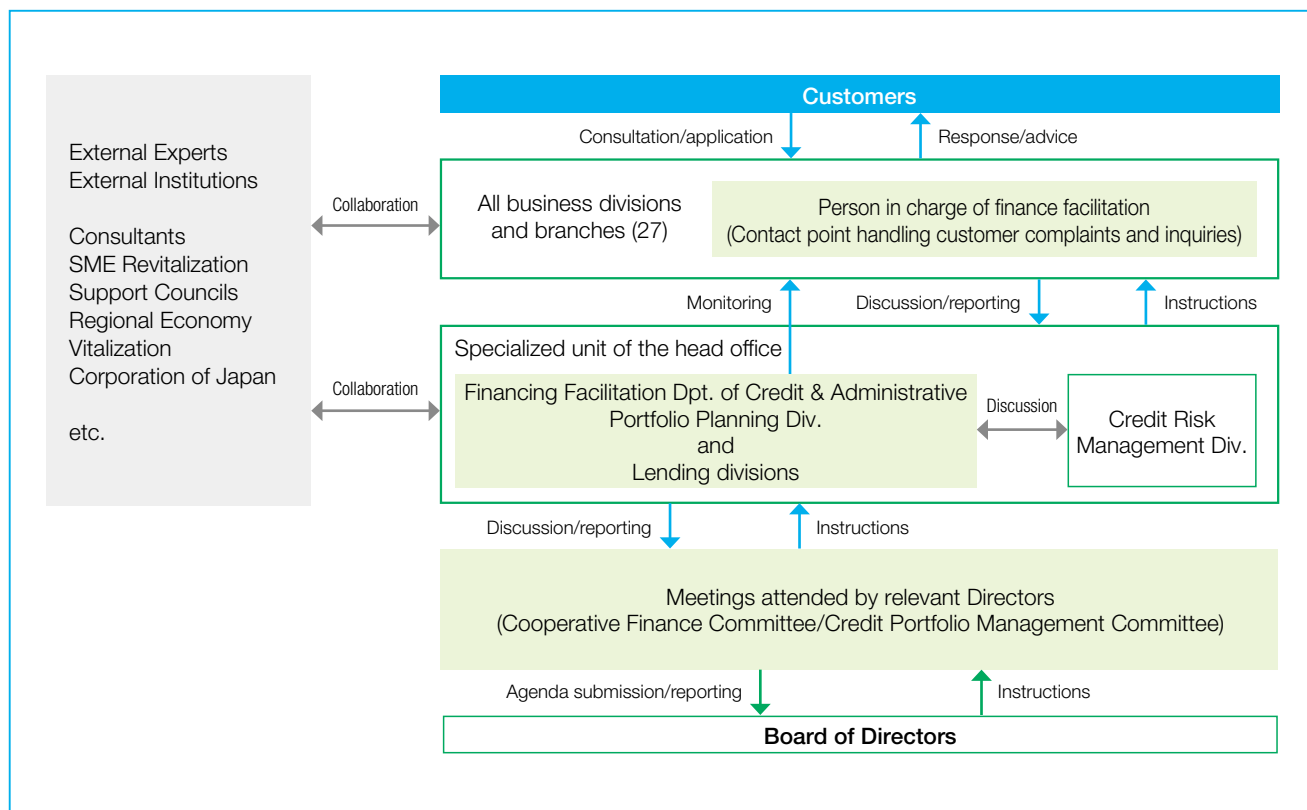 Customers
Consultation/application
Response/advice
External Experts
External Institutions
Consultants
SME Revitalization
Support Councils
Regional Economy
Vitalization
Corporation of Japan
etc.
Collaboration
All business divisions
and branches (27)
Person in charge of finance facilitation
(Contact point handling customer complaints and inquiries)
Monitoring
Discussion/reporting
Instructions
Collaboration
Specialized unit of the head office
Financing Facilitation Dpt. of Credit & Administrative
Portfolio Planning Div.
and
Lending divisions
Discussion
Credit Risk
Management Div.
Discussion/reporting
Instructions
Meetings attended by relevant Directors
(Cooperative Finance Committee/Credit Portfolio Management Committee)
Agenda submission/reporting
Instructions
Board of Directors